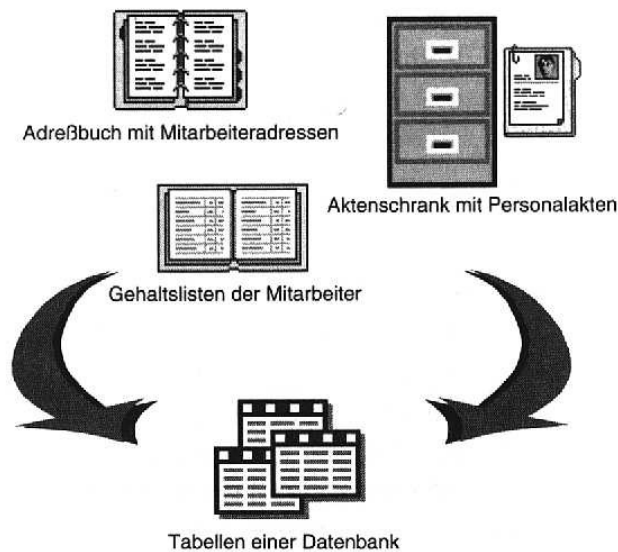 Adreßbuch mit Mitarbeiteradressen
Aktenschrank mit Personalakten
Gehaltslisten der Mitarbeiter
Tabellen einer Datenbank